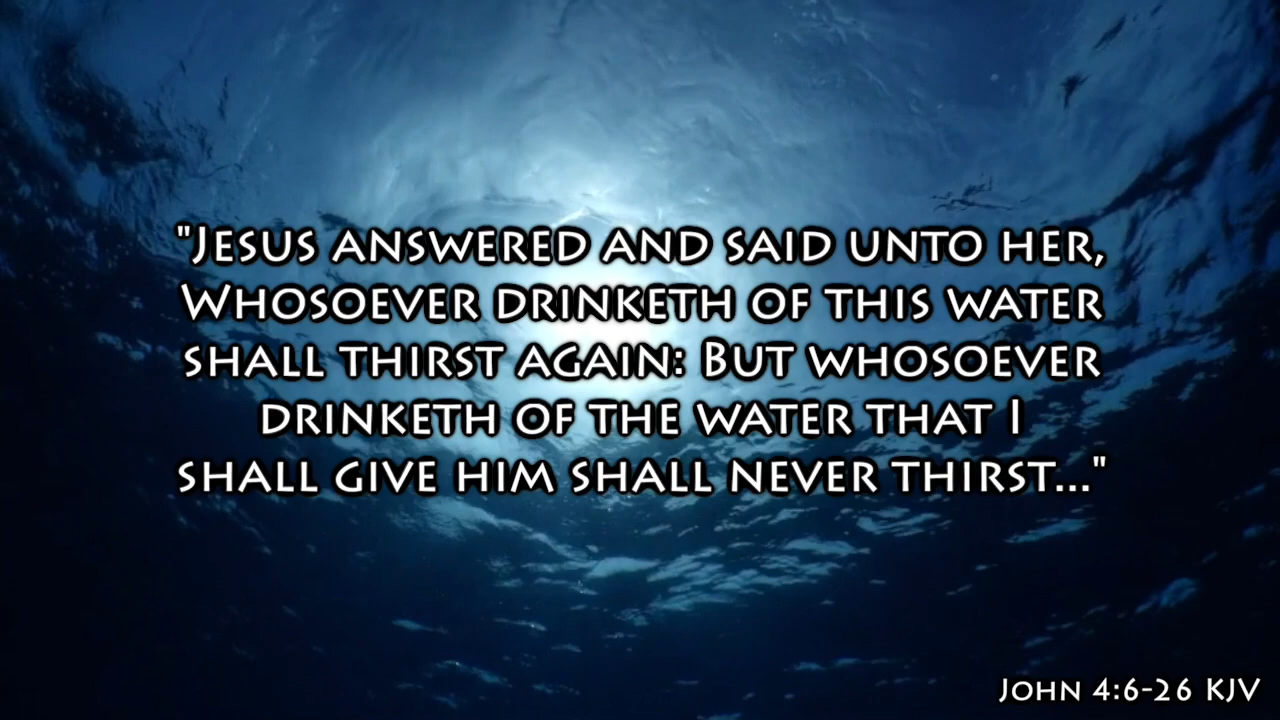 "Jesus answered and said unto her,
Whosoever drinketh of this water
shall thirst again: But whosoever
drinketh of the water that I
shall give him shall never thirst..."
John 4:6-26 KJV